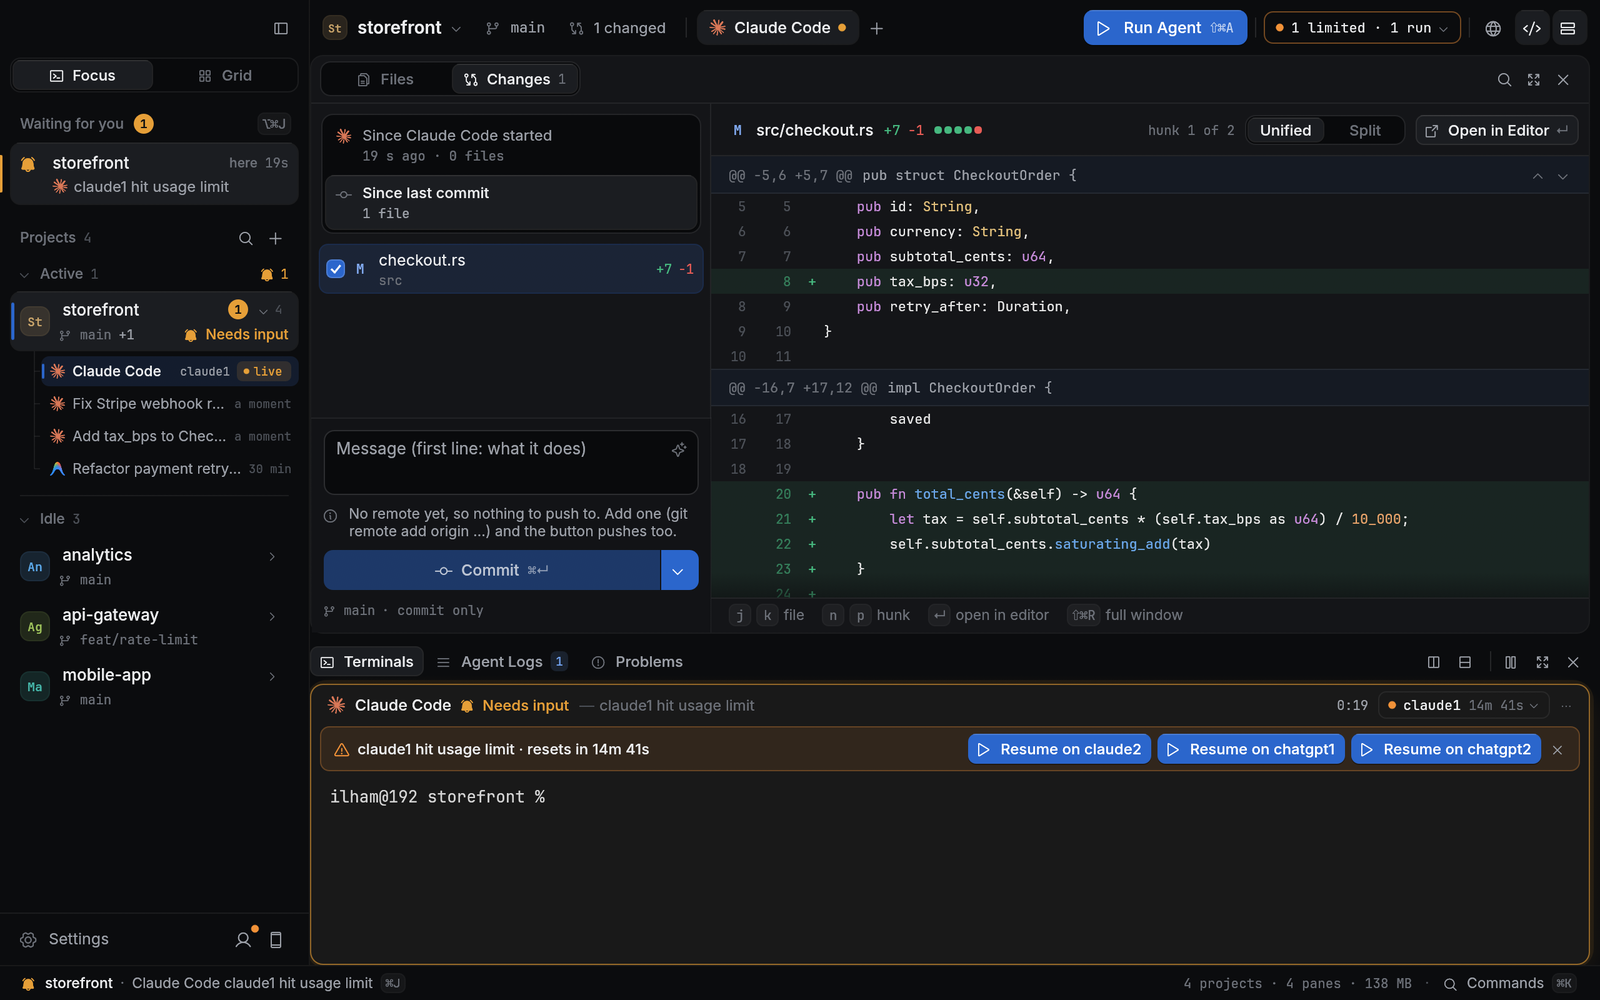 St storefront main 1 changed Claude Code Run Agent ⇧⌘A 1 limited · 1 run
Focus Grid
Waiting for you 1 ⌥⌘J
storefront here 19s
claude1 hit usage limit
Projects 4
Active 1 1
St storefront 1 4
main +1 Needs input
Claude Code claude1 live
Fix Stripe webhook r... a moment
Add tax_bps to Chec... a moment
Refactor payment retry... 30 min
Idle 3
An analytics
main
Ag api-gateway
feat/rate-limit
Ma mobile-app
main
Settings
Files Changes 1
Since Claude Code started
19 s ago · 0 files
Since last commit
1 file
M checkout.rs +7 -1
src
Message (first line: what it does)
No remote yet, so nothing to push to. Add one (git
remote add origin ...) and the button pushes too.
Commit ⌘↵
main · commit only
M src/checkout.rs +7 -1 hunk 1 of 2 Unified Split Open in Editor ↵
@@ -5,6 +5,7 @@ pub struct CheckoutOrder {
5 5 pub id: String,
6 6 pub currency: String,
7 7 pub subtotal_cents: u64,
8 + pub tax_bps: u32,
8 9 pub retry_after: Duration,
9 10 }
10 11
@@ -16,7 +17,12 @@ impl CheckoutOrder {
16 17 saved
17 18 }
18 19
20 + pub fn total_cents(&self) -> u64 {
21 + let tax = self.subtotal_cents * (self.tax_bps as u64) / 10_000;
22 + self.subtotal_cents.saturating_add(tax)
23 + }
24 +
j k file n p hunk ↵ open in editor ⇧⌘R full window
Terminals Agent Logs 1 Problems
Claude Code Needs input — claude1 hit usage limit 0:19 claude1 14m 41s ...
claude1 hit usage limit · resets in 14m 41s Resume on claude2 Resume on chatgpt1 Resume on chatgpt2
ilham@192 storefront %
storefront · Claude Code claude1 hit usage limit ⌘J 4 projects · 4 panes · 138 MB · Commands ⌘K